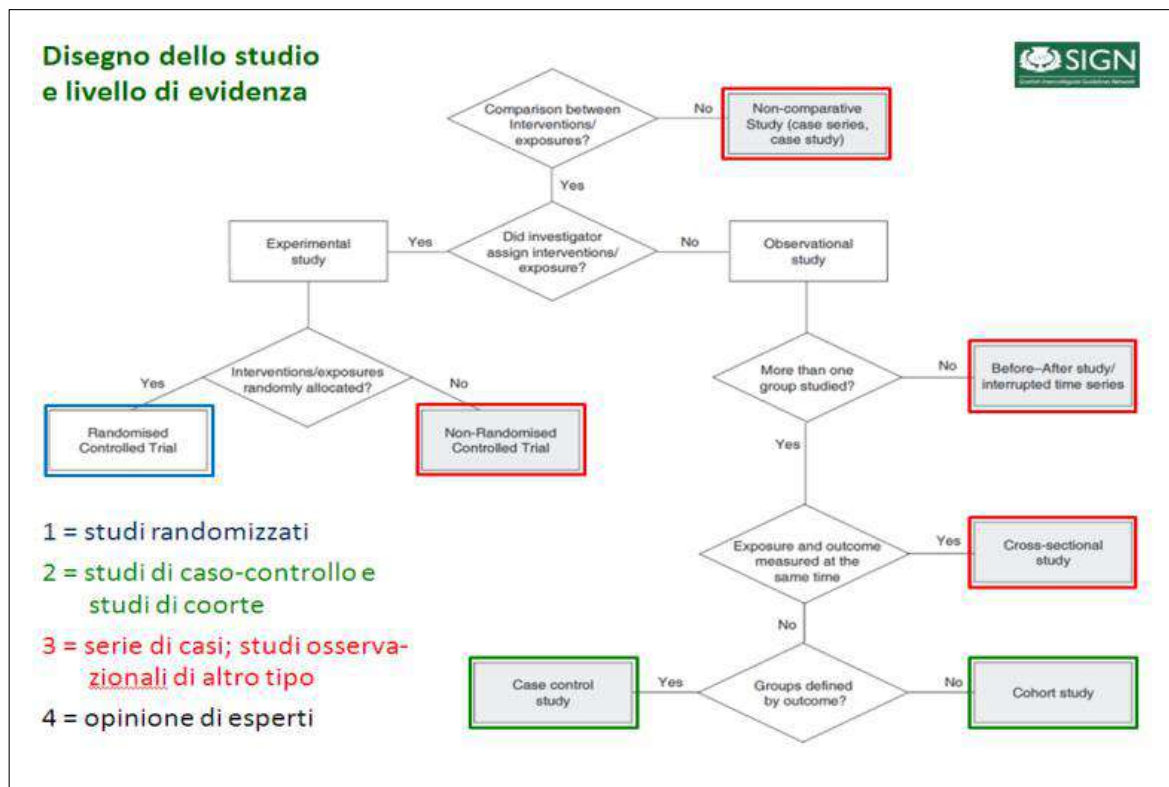 Disegno dello studio
e livello di evidenza
SIGN
Comparison between
Interventions/
exposures?
No
Non-comparative
Study (case series,
case study)
Yes
Experimental
study
Yes
Did investigator
assign interventions/
exposure?
No
Observational
study
Yes
Interventions/exposures
randomly allocated?
No
More than one
group studied?
No
Before–After study/
interrupted time series
Randomised
Controlled Trial
Non-Randomised
Controlled Trial
Yes
1 = studi randomizzati
2 = studi di caso-controllo e
studi di coorte
3 = serie di casi; studi osserva-
zionali di altro tipo
4 = opinione di esperti
Exposure and outcome
measured at the
same time
Yes
Cross-sectional
study
No
Case control
study
Yes
Groups defined
by outcome?
No
Cohort study